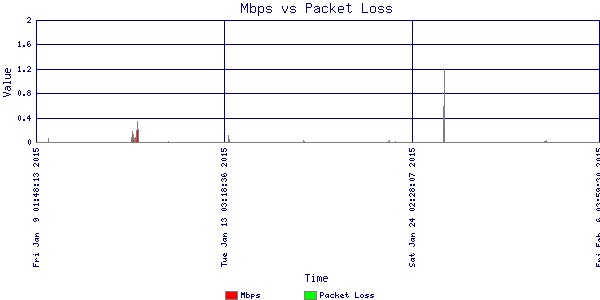 Mbps vs Packet Loss
2
1.6
1.2
0.8
0.4
0
Value
Fri Jan 9 01:48:13 2015
Tue Jan 13 03:18:36 2015
Sat Jan 24 02:28:07 2015
Fri Feb 6 03:59:30 2015
Time
Mbps
Packet Loss